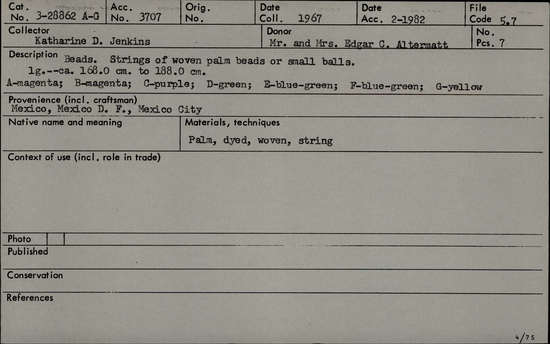 Cat. No. 3-28862 A-G Acc. No. 3707 Orig. No. Date Coll. 1967 Date Acc. 2-1982 File Code 5.7
Collector Katharine D. Jenkins Donor Mr. and Mrs. Edgar C. Altermatt No. Pcs. 7
Description Beads. Strings of woven palm beads or small balls.
lg.--ca. 168.0 cm. to 188.0 cm.
A-magenta; B-magenta; C-purple; D-green; E-blue-green; F-blue-green; G-yellow
Provenience (incl. craftsman)
Mexico, Mexico D. F., Mexico City
Native name and meaning Materials, techniques
Palm, dyed, woven, string
Context of use (incl. role in trade)
Photo
Published
Conservation
References
4/75